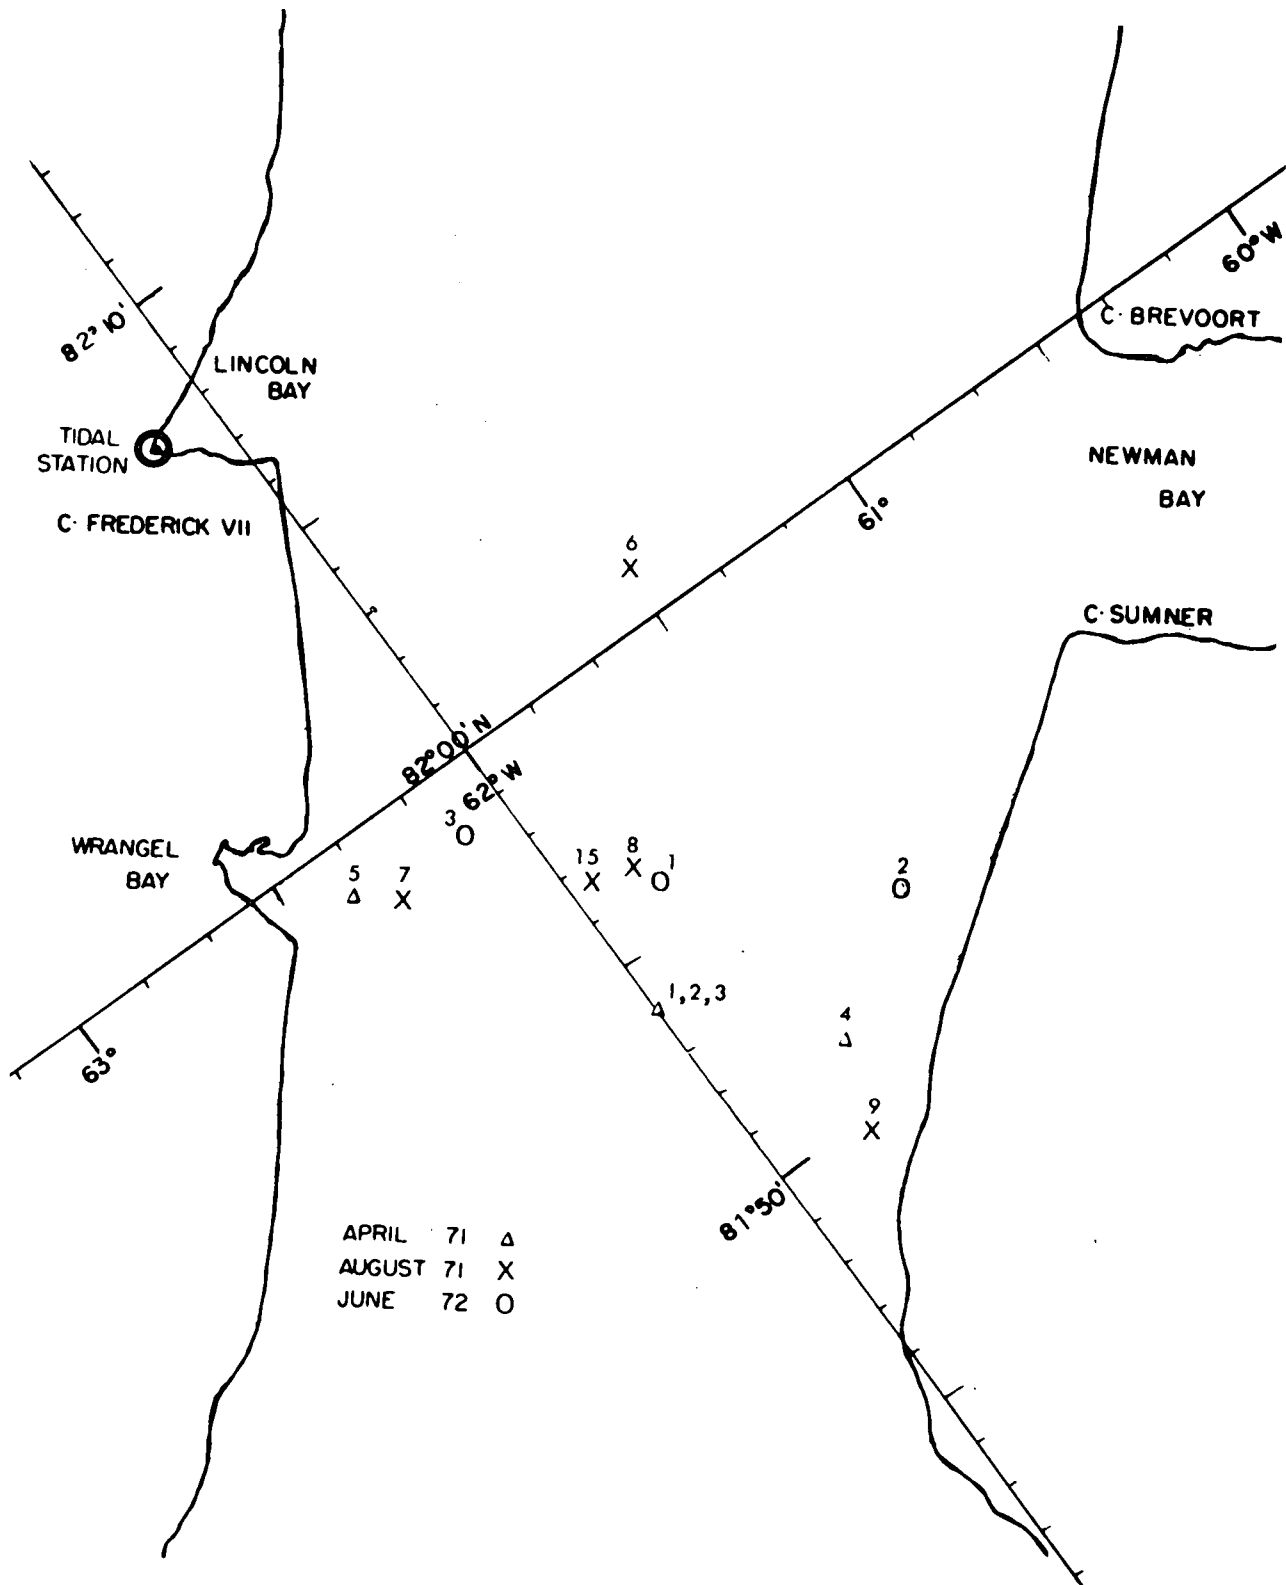 60°W
C. BREVOORT
82° 10'
LINCOLN
BAY
TIDAL
STATION
NEWMAN
BAY
61°
C. FREDERICK VII
6
X
C. SUMNER
82°00'N
62°W
3
O
WRANGEL
BAY
5
Δ
7
X
15
X
8
X
O 1
2
O
63°
Δ 1,2,3
4
Δ
9
X
81°50'
APRIL 71 Δ
AUGUST 71 X
JUNE 72 O